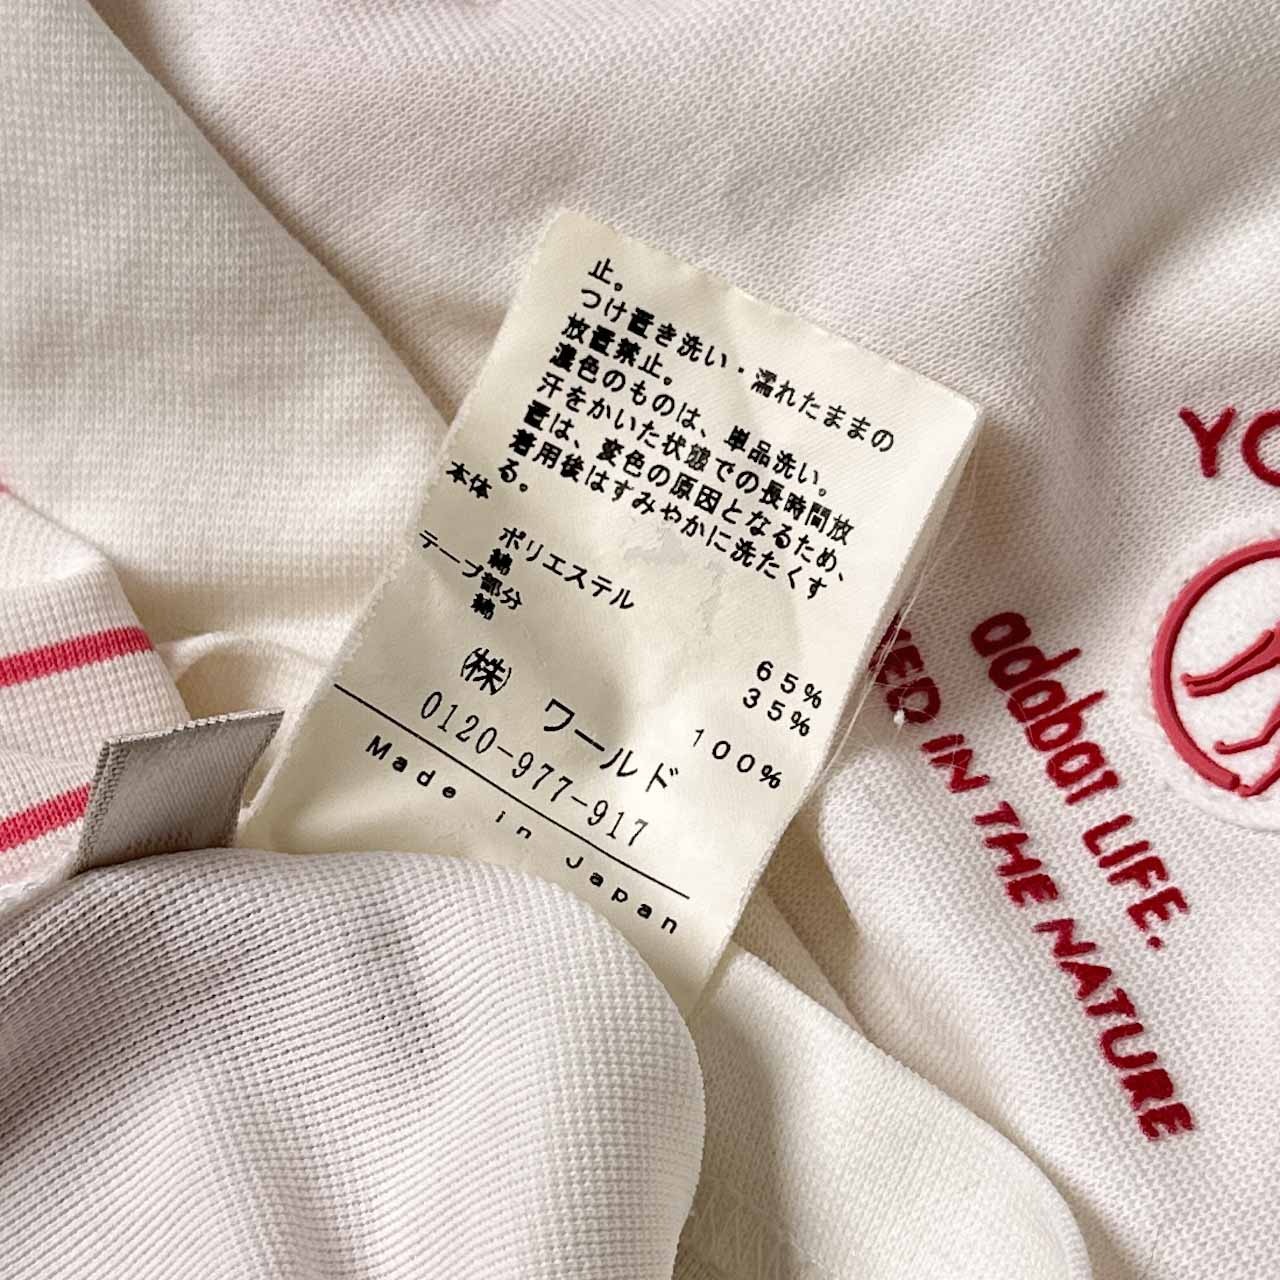 止。
つけ置き洗い・濡れたままの
放置禁止。
濃色のものは、単品洗い。
汗をかいた状態での長時間放
置は、変色の原因となるため、
着用後はすみやかに洗たくす
る。
本体
ポリエステル 65%
綿 35%
テープ部分
綿 100%
(株) ワールド
0120-977-917
Made in Japan
YO
adabat LIFE.
IN THE NATURE